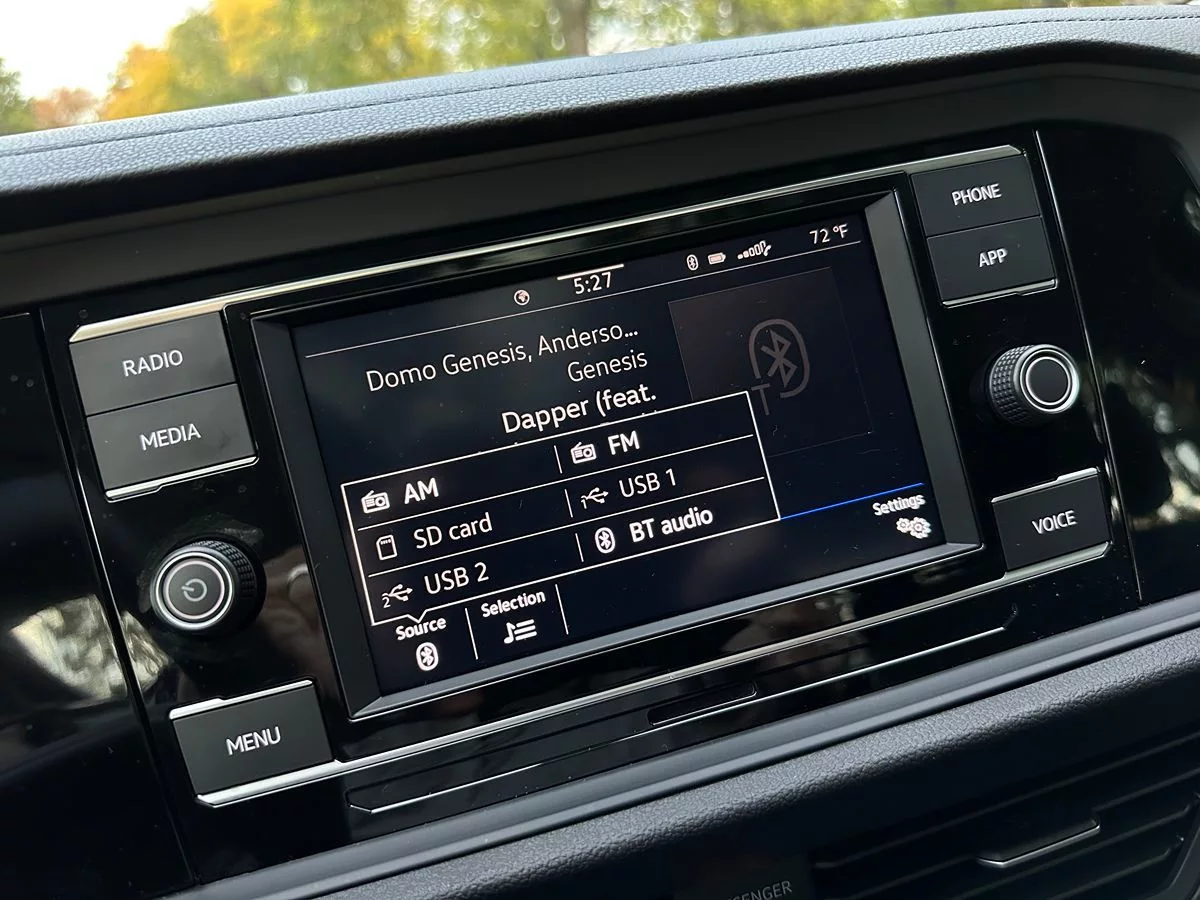 PHONE
APP
RADIO
MEDIA
5:27
72 °F
Domo Genesis, Anderso...
Genesis
Dapper (feat.
AM
FM
SD card
USB 1
USB 2
BT audio
Source
Selection
Settings
VOICE
MENU